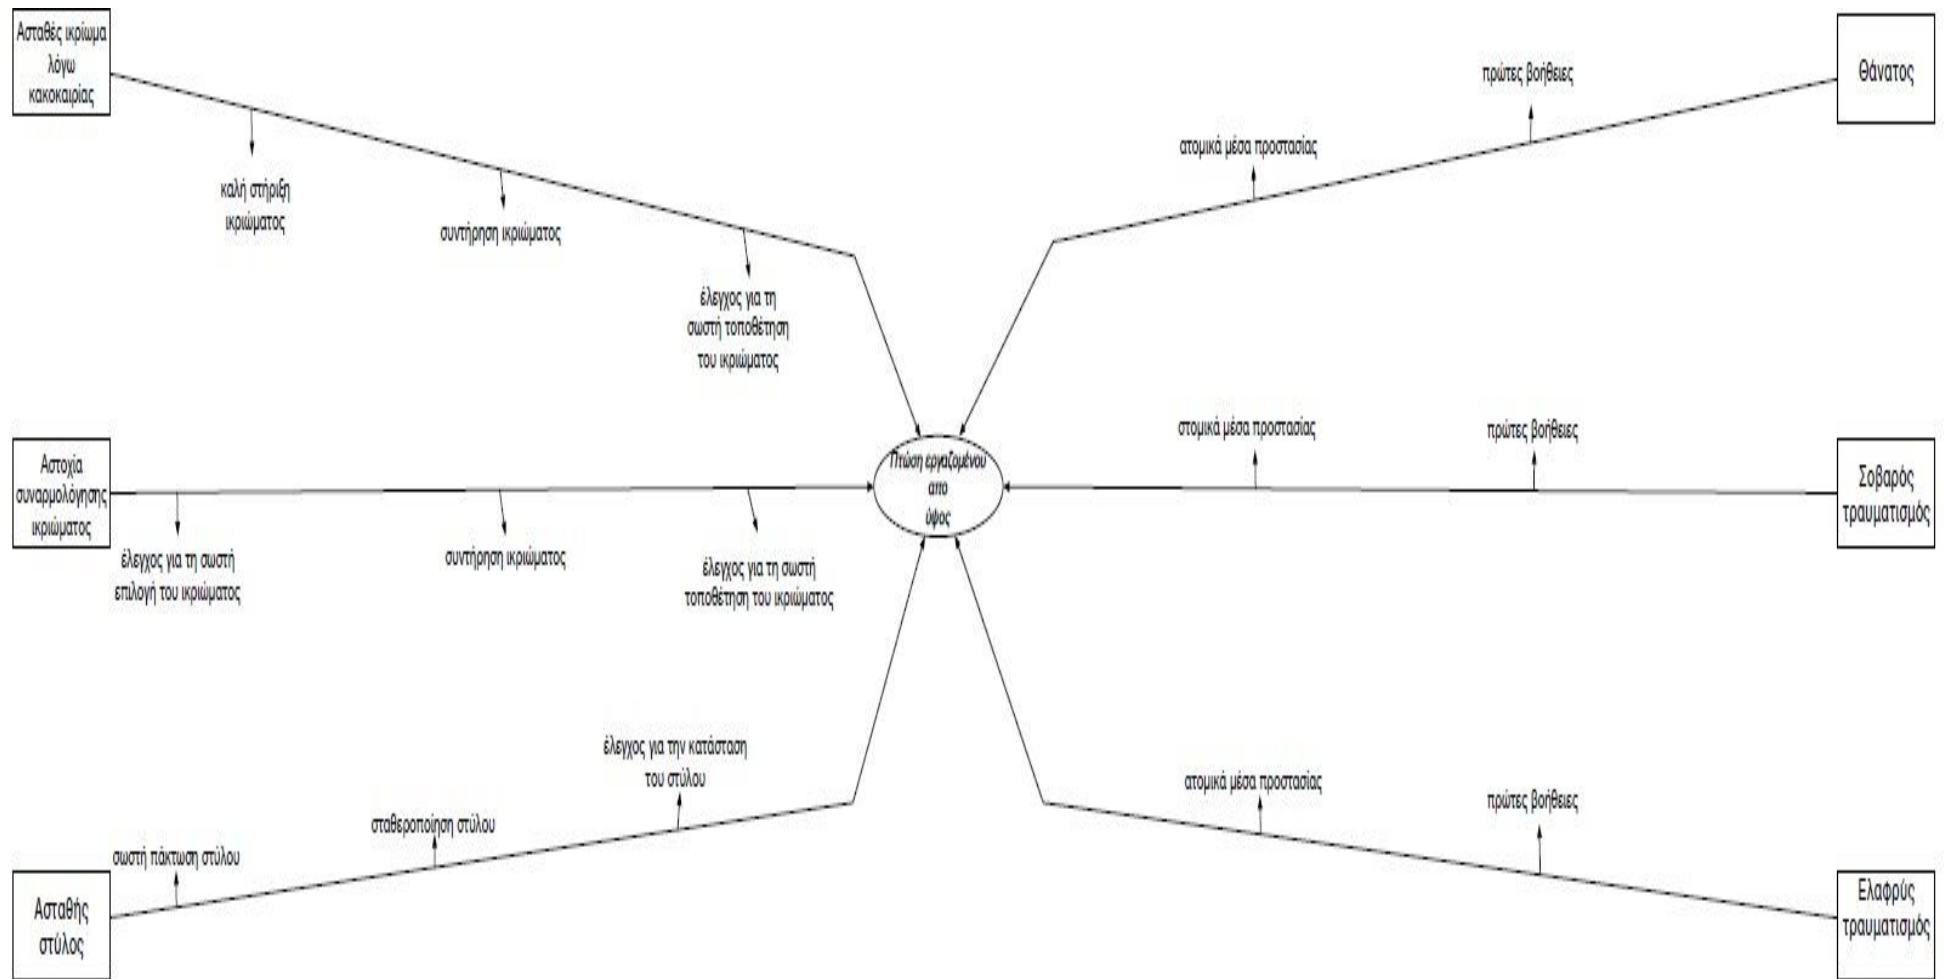 Ασταθές ικρίωμα
λόγω
κακοκαιρίας
καλή στήριξη
ικριώματος
συντήρηση ικριώματος
έλεγχος για τη
σωστή τοποθέτηση
του ικριώματος
ατομικά μέσα προστασίας
πρώτες βοήθειες
Θάνατος
Αστοχία
συναρμολόγησης
ικριώματος
έλεγχος για τη σωστή
επιλογή του ικριώματος
συντήρηση ικριώματος
έλεγχος για τη σωστή
τοποθέτηση του ικριώματος
Πτώση εργαζομένου
απο
ύψος
στομικά μέσα προστασίας
πρώτες βοήθειες
Σοβαρός
τραυματισμός
Ασταθής
στύλος
σωστή πάκτωση στύλου
σταθεροποίηση στύλου
έλεγχος για την κατάσταση
του στύλου
ατομικά μέσα προστασίας
πρώτες βοήθειες
Ελαφρύς
τραυματισμός